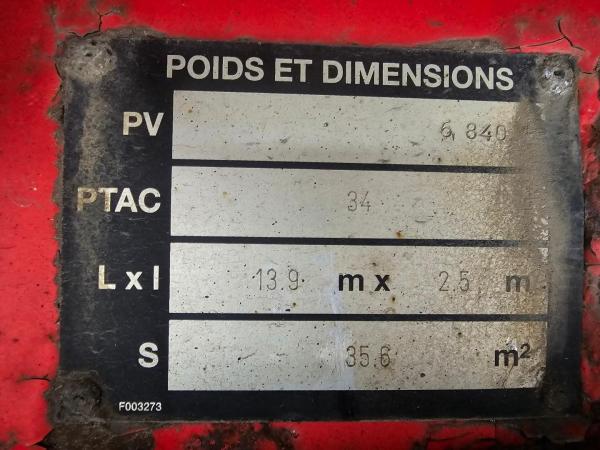 POIDS ET DIMENSIONS
PV 6,840
PTAC 34
L x l 13.9 m x 2.5 m
S 35.6 m²
F003273